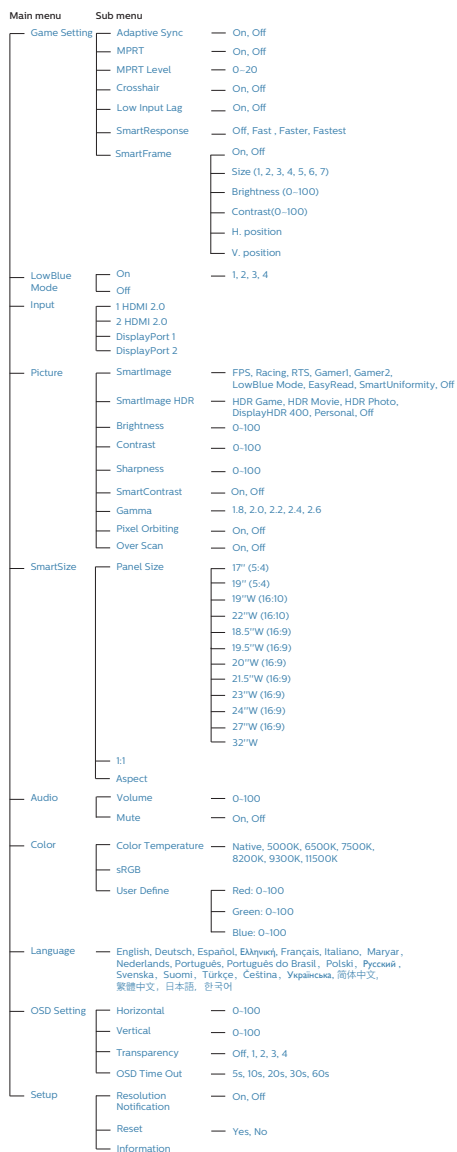 Main menu Sub menu
Game Setting Adaptive Sync On, Off
MPRT On, Off
MPRT Level 0–20
Crosshair On, Off
Low Input Lag On, Off
SmartResponse Off, Fast , Faster, Fastest
SmartFrame On, Off
Size (1, 2, 3, 4, 5, 6, 7)
Brightness (0–100)
Contrast(0–100)
H. position
V. position
LowBlue Mode On 1, 2, 3, 4
Off
Input 1 HDMI 2.0
2 HDMI 2.0
DisplayPort 1
DisplayPort 2
Picture SmartImage FPS, Racing, RTS, Gamer1, Gamer2,
LowBlue Mode, EasyRead, SmartUniformity, Off
SmartImage HDR HDR Game, HDR Movie, HDR Photo,
DisplayHDR 400, Personal, Off
Brightness 0-100
Contrast 0-100
Sharpness 0-100
SmartContrast On, Off
Gamma 1.8, 2.0, 2.2, 2.4, 2.6
Pixel Orbiting On, Off
Over Scan On, Off
SmartSize Panel Size 17" (5:4)
19" (5:4)
19"W (16:10)
22"W (16:10)
18.5"W (16:9)
19.5"W (16:9)
20"W (16:9)
21.5"W (16:9)
23"W (16:9)
24"W (16:9)
27"W (16:9)
32"W
1:1
Aspect
Audio Volume 0-100
Mute On, Off
Color Color Temperature Native, 5000K, 6500K, 7500K,
8200K, 9300K, 11500K
sRGB
User Define Red: 0-100
Green: 0-100
Blue: 0-100
Language English, Deutsch, Español, Ελληνική, Français, Italiano, Maryar,
Nederlands, Português, Português do Brasil, Polski, Русский,
Svenska, Suomi, Türkçe, Čeština, Українська, 简体中文,
繁體中文, 日本語, 한국어
OSD Setting Horizontal 0-100
Vertical 0-100
Transparency Off, 1, 2, 3, 4
OSD Time Out 5s, 10s, 20s, 30s, 60s
Setup Resolution Notification On, Off
Reset Yes, No
Information